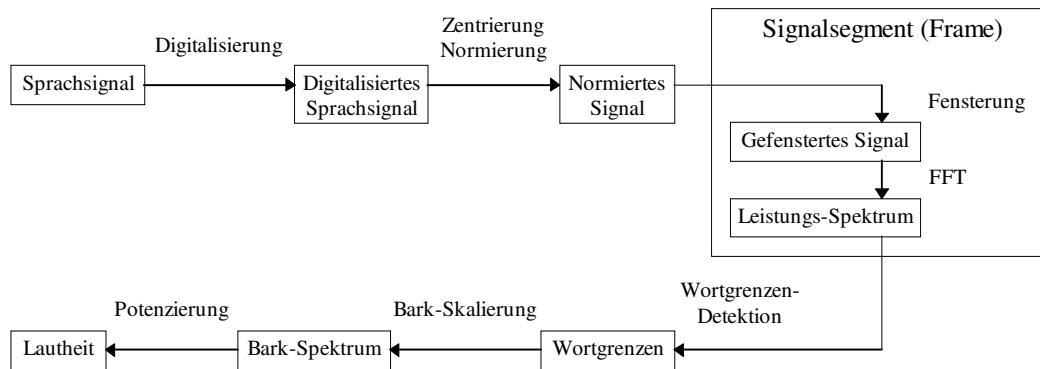 Digitalisierung
Zentrierung
Normierung
Signalsegment (Frame)
Sprachsignal
Digitalisiertes
Sprachsignal
Normiertes
Signal
Fensterung
Gefenstertes Signal
FFT
Leistungs-Spektrum
Wortgrenzen-
Detektion
Bark-Skalierung
Potenzierung
Wortgrenzen
Bark-Spektrum
Lautheit